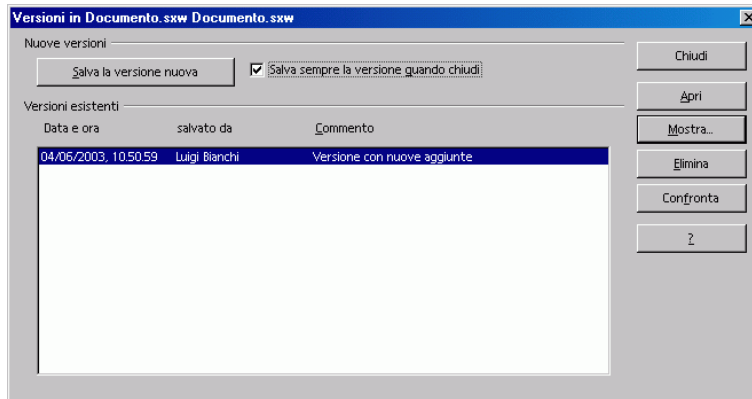 Versioni in Documento.sxw Documento.sxw
Nuove versioni
Salva la versione nuova
Salva sempre la versione quando chiudi
Versioni esistenti
Data e ora salvato da Commento
04/06/2003, 10.50.59 Luigi Bianchi Versione con nuove aggiunte
Chiudi
Apri
Mostra...
Elimina
Confronta
?